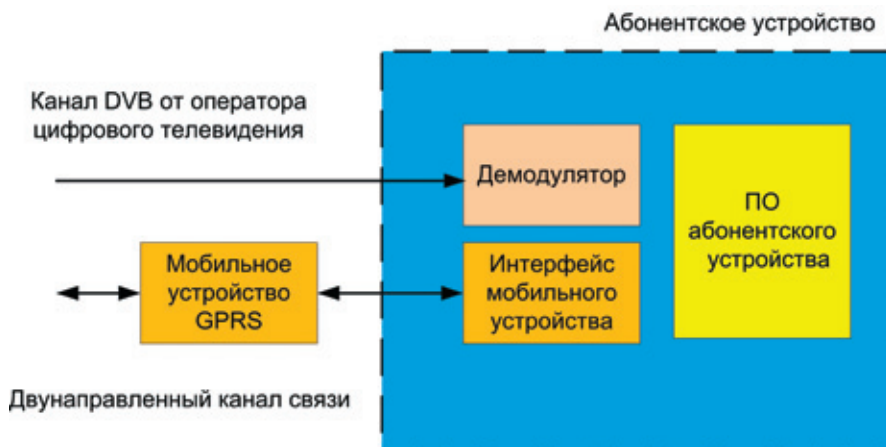 Абонентское устройство
Канал DVB от оператора
цифрового телевидения
Демодулятор
ПО
абонентского
устройства
Мобильное
устройство
GPRS
Интерфейс
мобильного
устройства
Двунаправленный канал связи